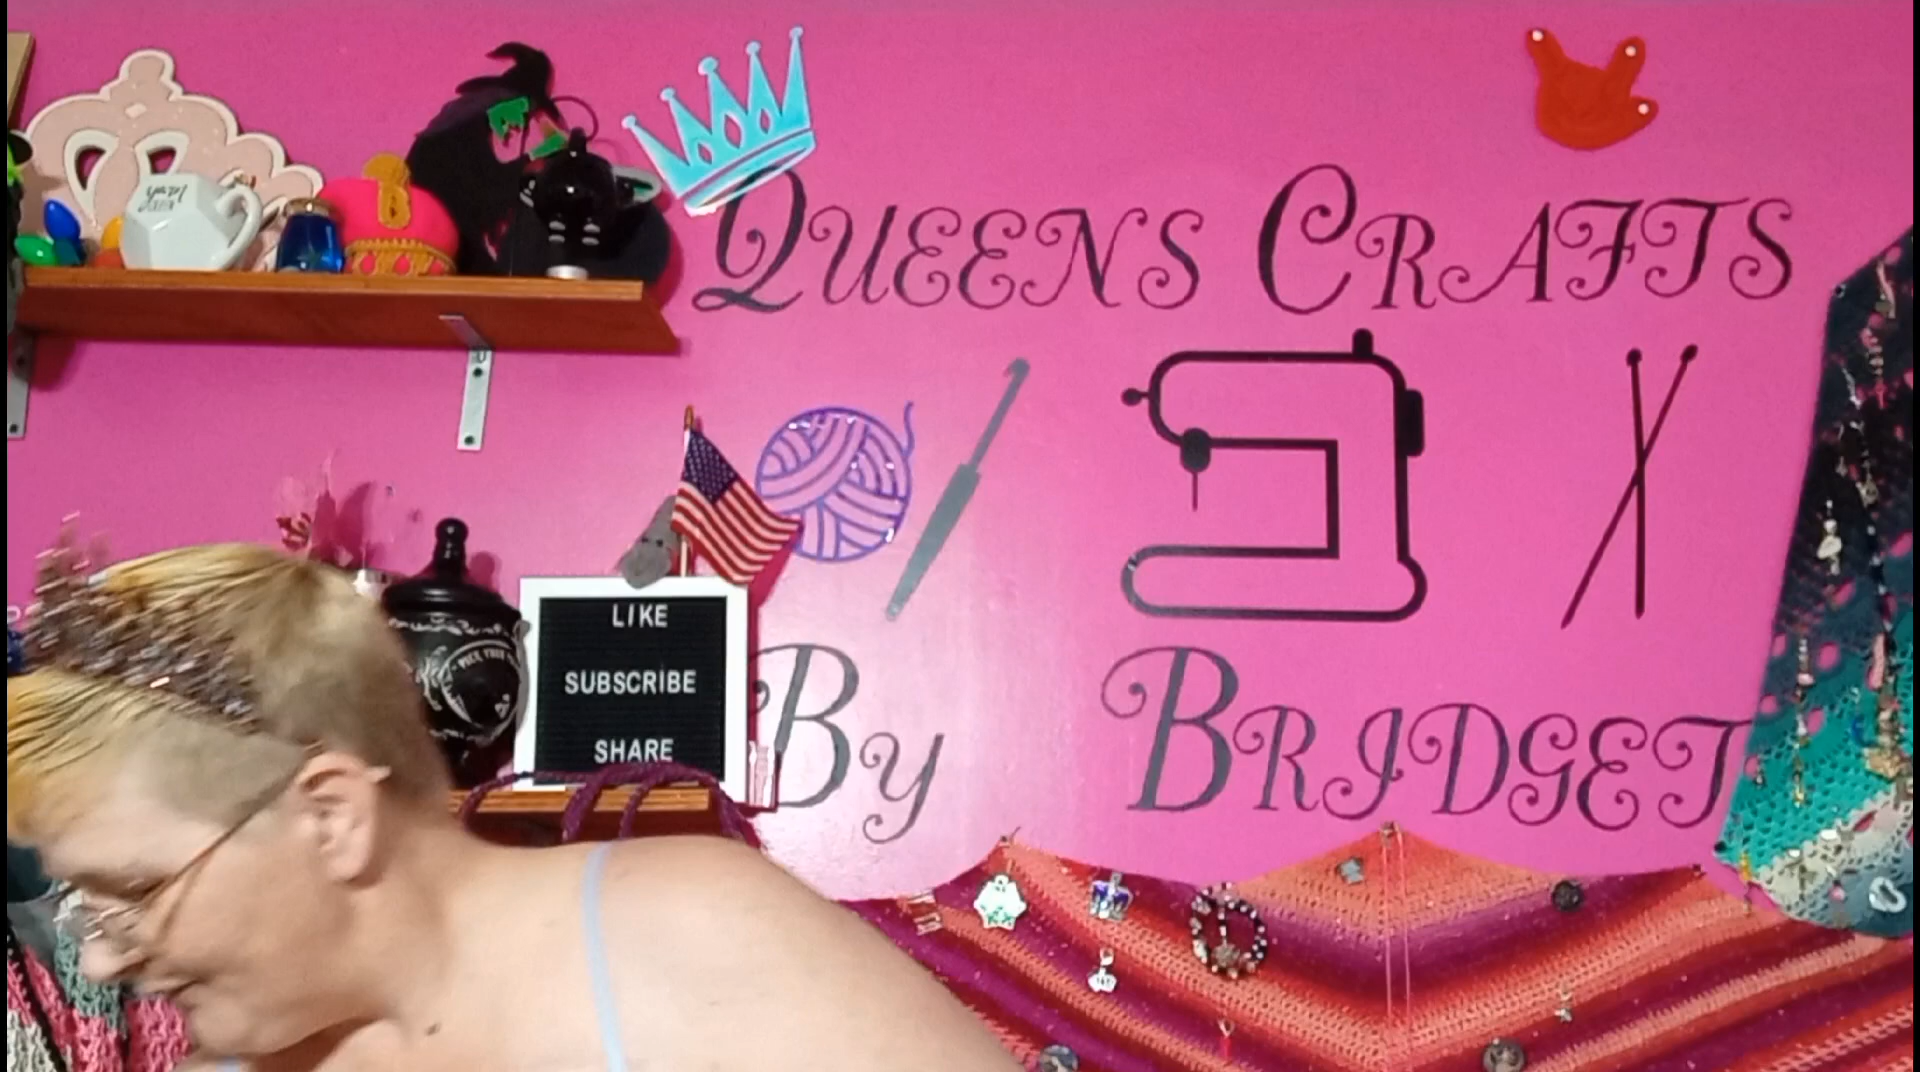 QUEENS CRAFTS
LIKE
SUBSCRIBE
SHARE
BY BRIDGET